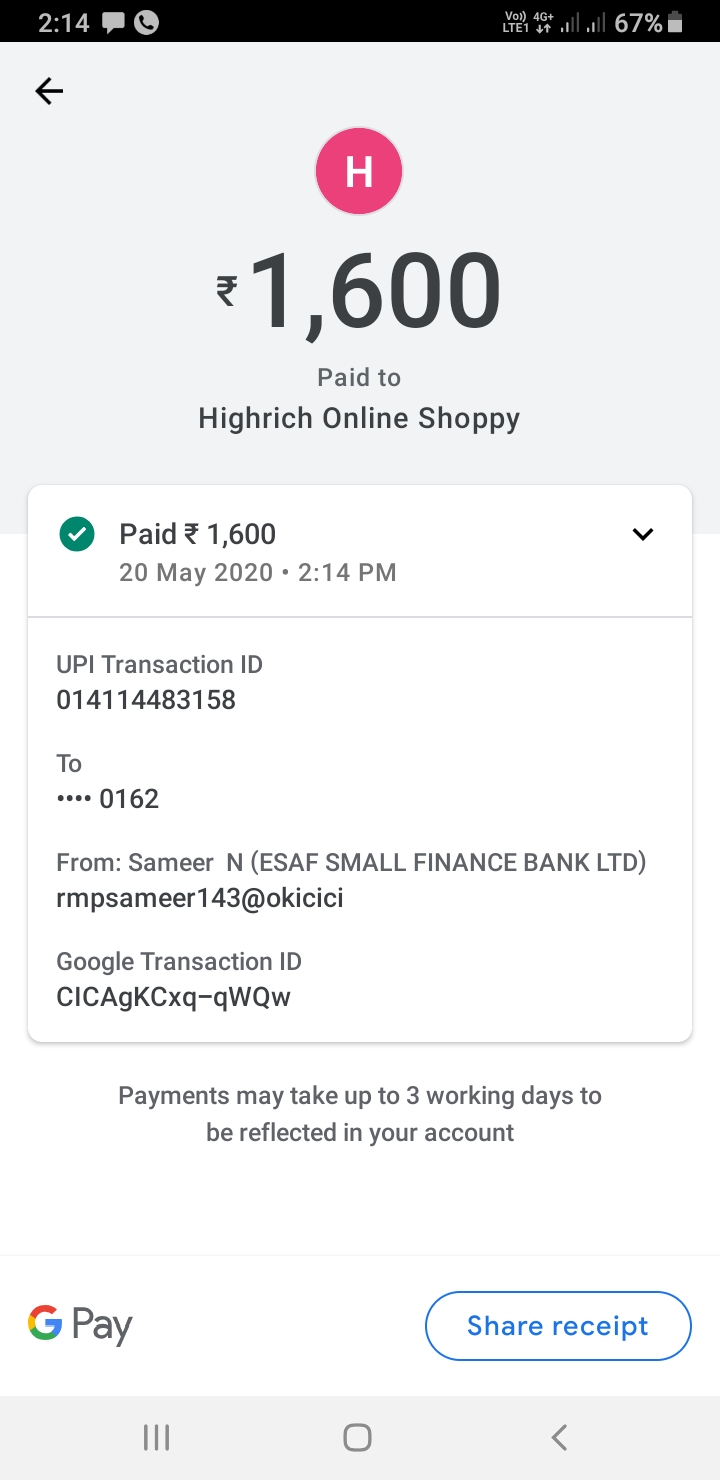 2:14 Vo) 4G+ LTE1 67%
H
₹1,600
Paid to
Highrich Online Shoppy
Paid ₹ 1,600
20 May 2020 • 2:14 PM
UPI Transaction ID
014114483158
To
•••• 0162
From: Sameer  N (ESAF SMALL FINANCE BANK LTD)
rmpsameer143@okicici
Google Transaction ID
CICAgKCxq–qWQw
Payments may take up to 3 working days to
be reflected in your account
G Pay
Share receipt